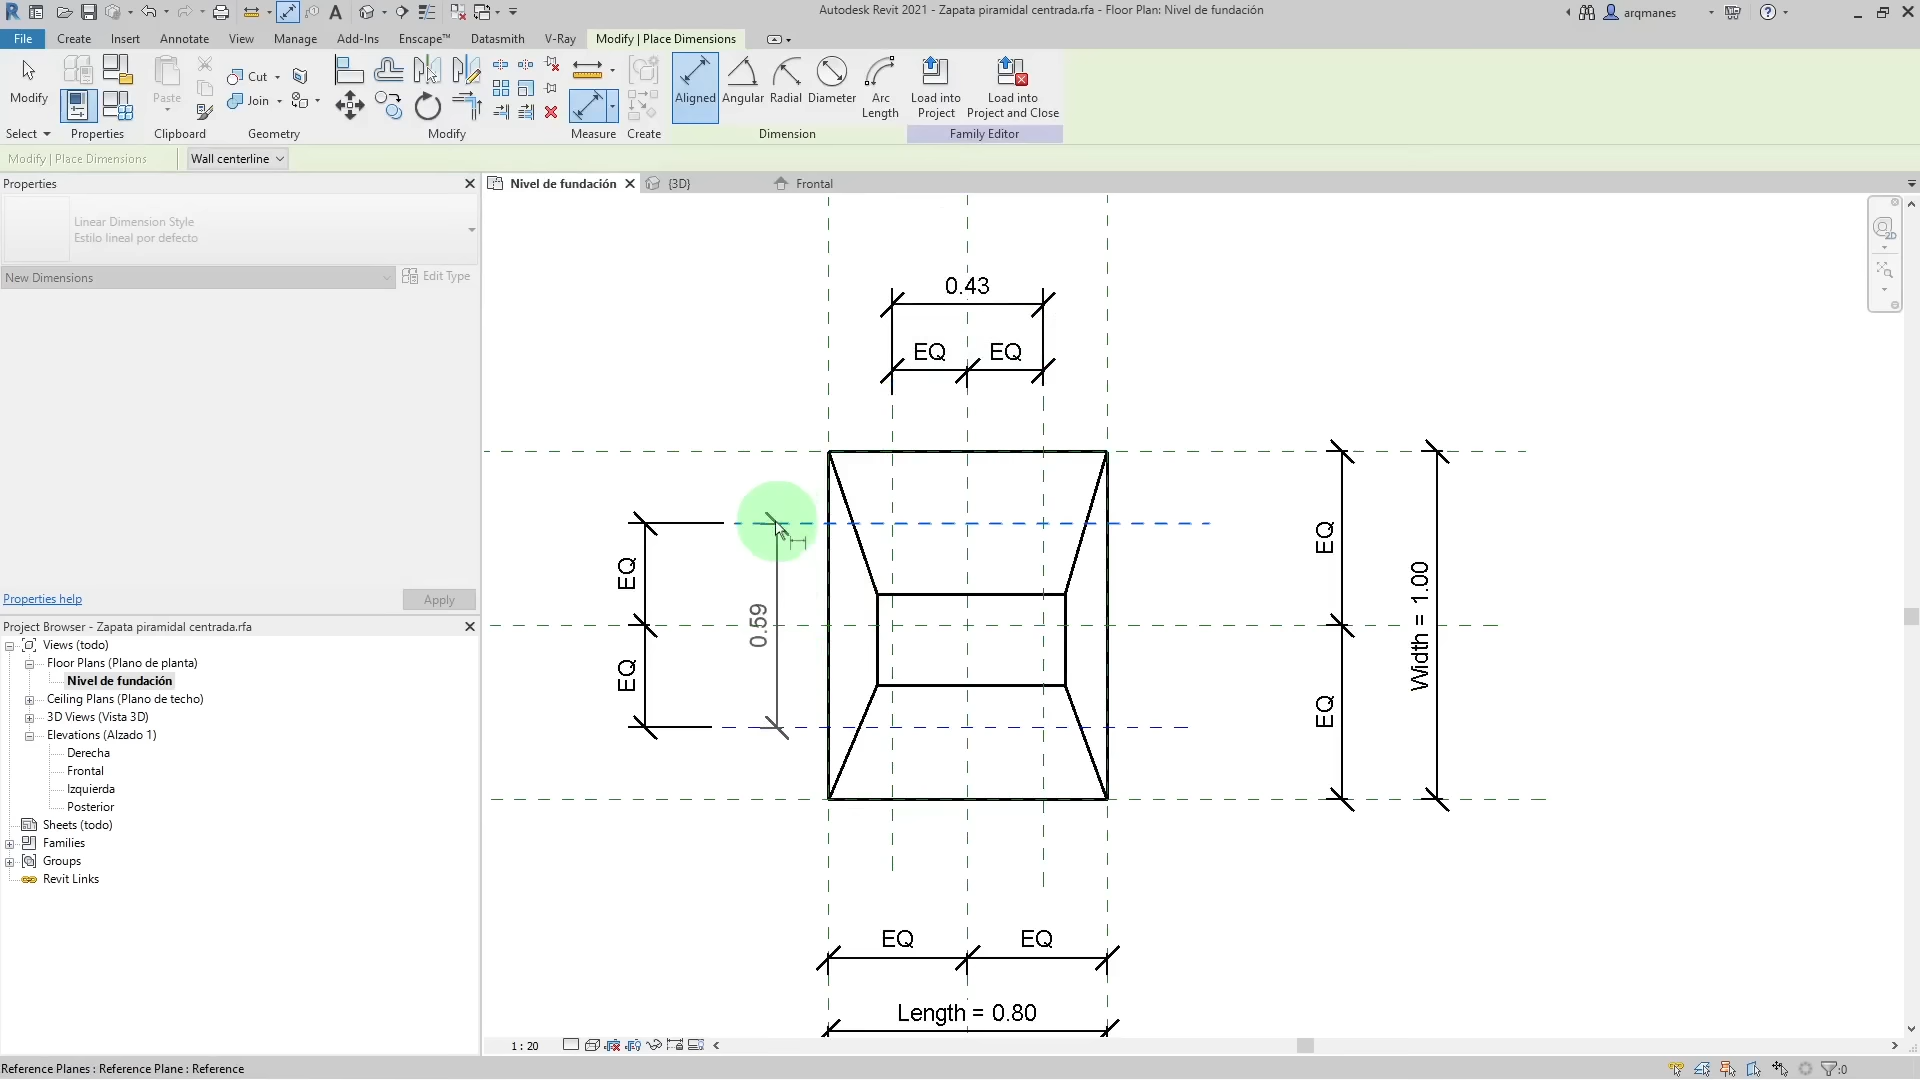 Autodesk Revit 2021 - Zapata piramidal centrada.rfa - Floor Plan: Nivel de fundación
arqmanes
File Create Insert Annotate View Manage Add-Ins Enscape™ Datasmith V-Ray Modify | Place Dimensions
Modify Paste Cut Join Aligned Angular Radial Diameter Arc Length Load into Project Load into Project and Close
Select Properties Clipboard Geometry Modify Measure Create Dimension Family Editor
Modify | Place Dimensions Wall centerline
Properties
Nivel de fundación {3D} Frontal
Linear Dimension Style
Estilo lineal por defecto
New Dimensions Edit Type
Properties help Apply
Project Browser - Zapata piramidal centrada.rfa
Views (todo)
Floor Plans (Plano de planta)
Nivel de fundación
Ceiling Plans (Plano de techo)
3D Views (Vista 3D)
Elevations (Alzado 1)
Derecha
Frontal
Izquierda
Posterior
Sheets (todo)
Families
Groups
Revit Links
2D
0.43
EQ EQ
EQ
EQ
0.59
EQ
EQ
Width = 1.00
EQ EQ
Length = 0.80
1 : 20
Reference Planes : Reference Plane : Reference
:0